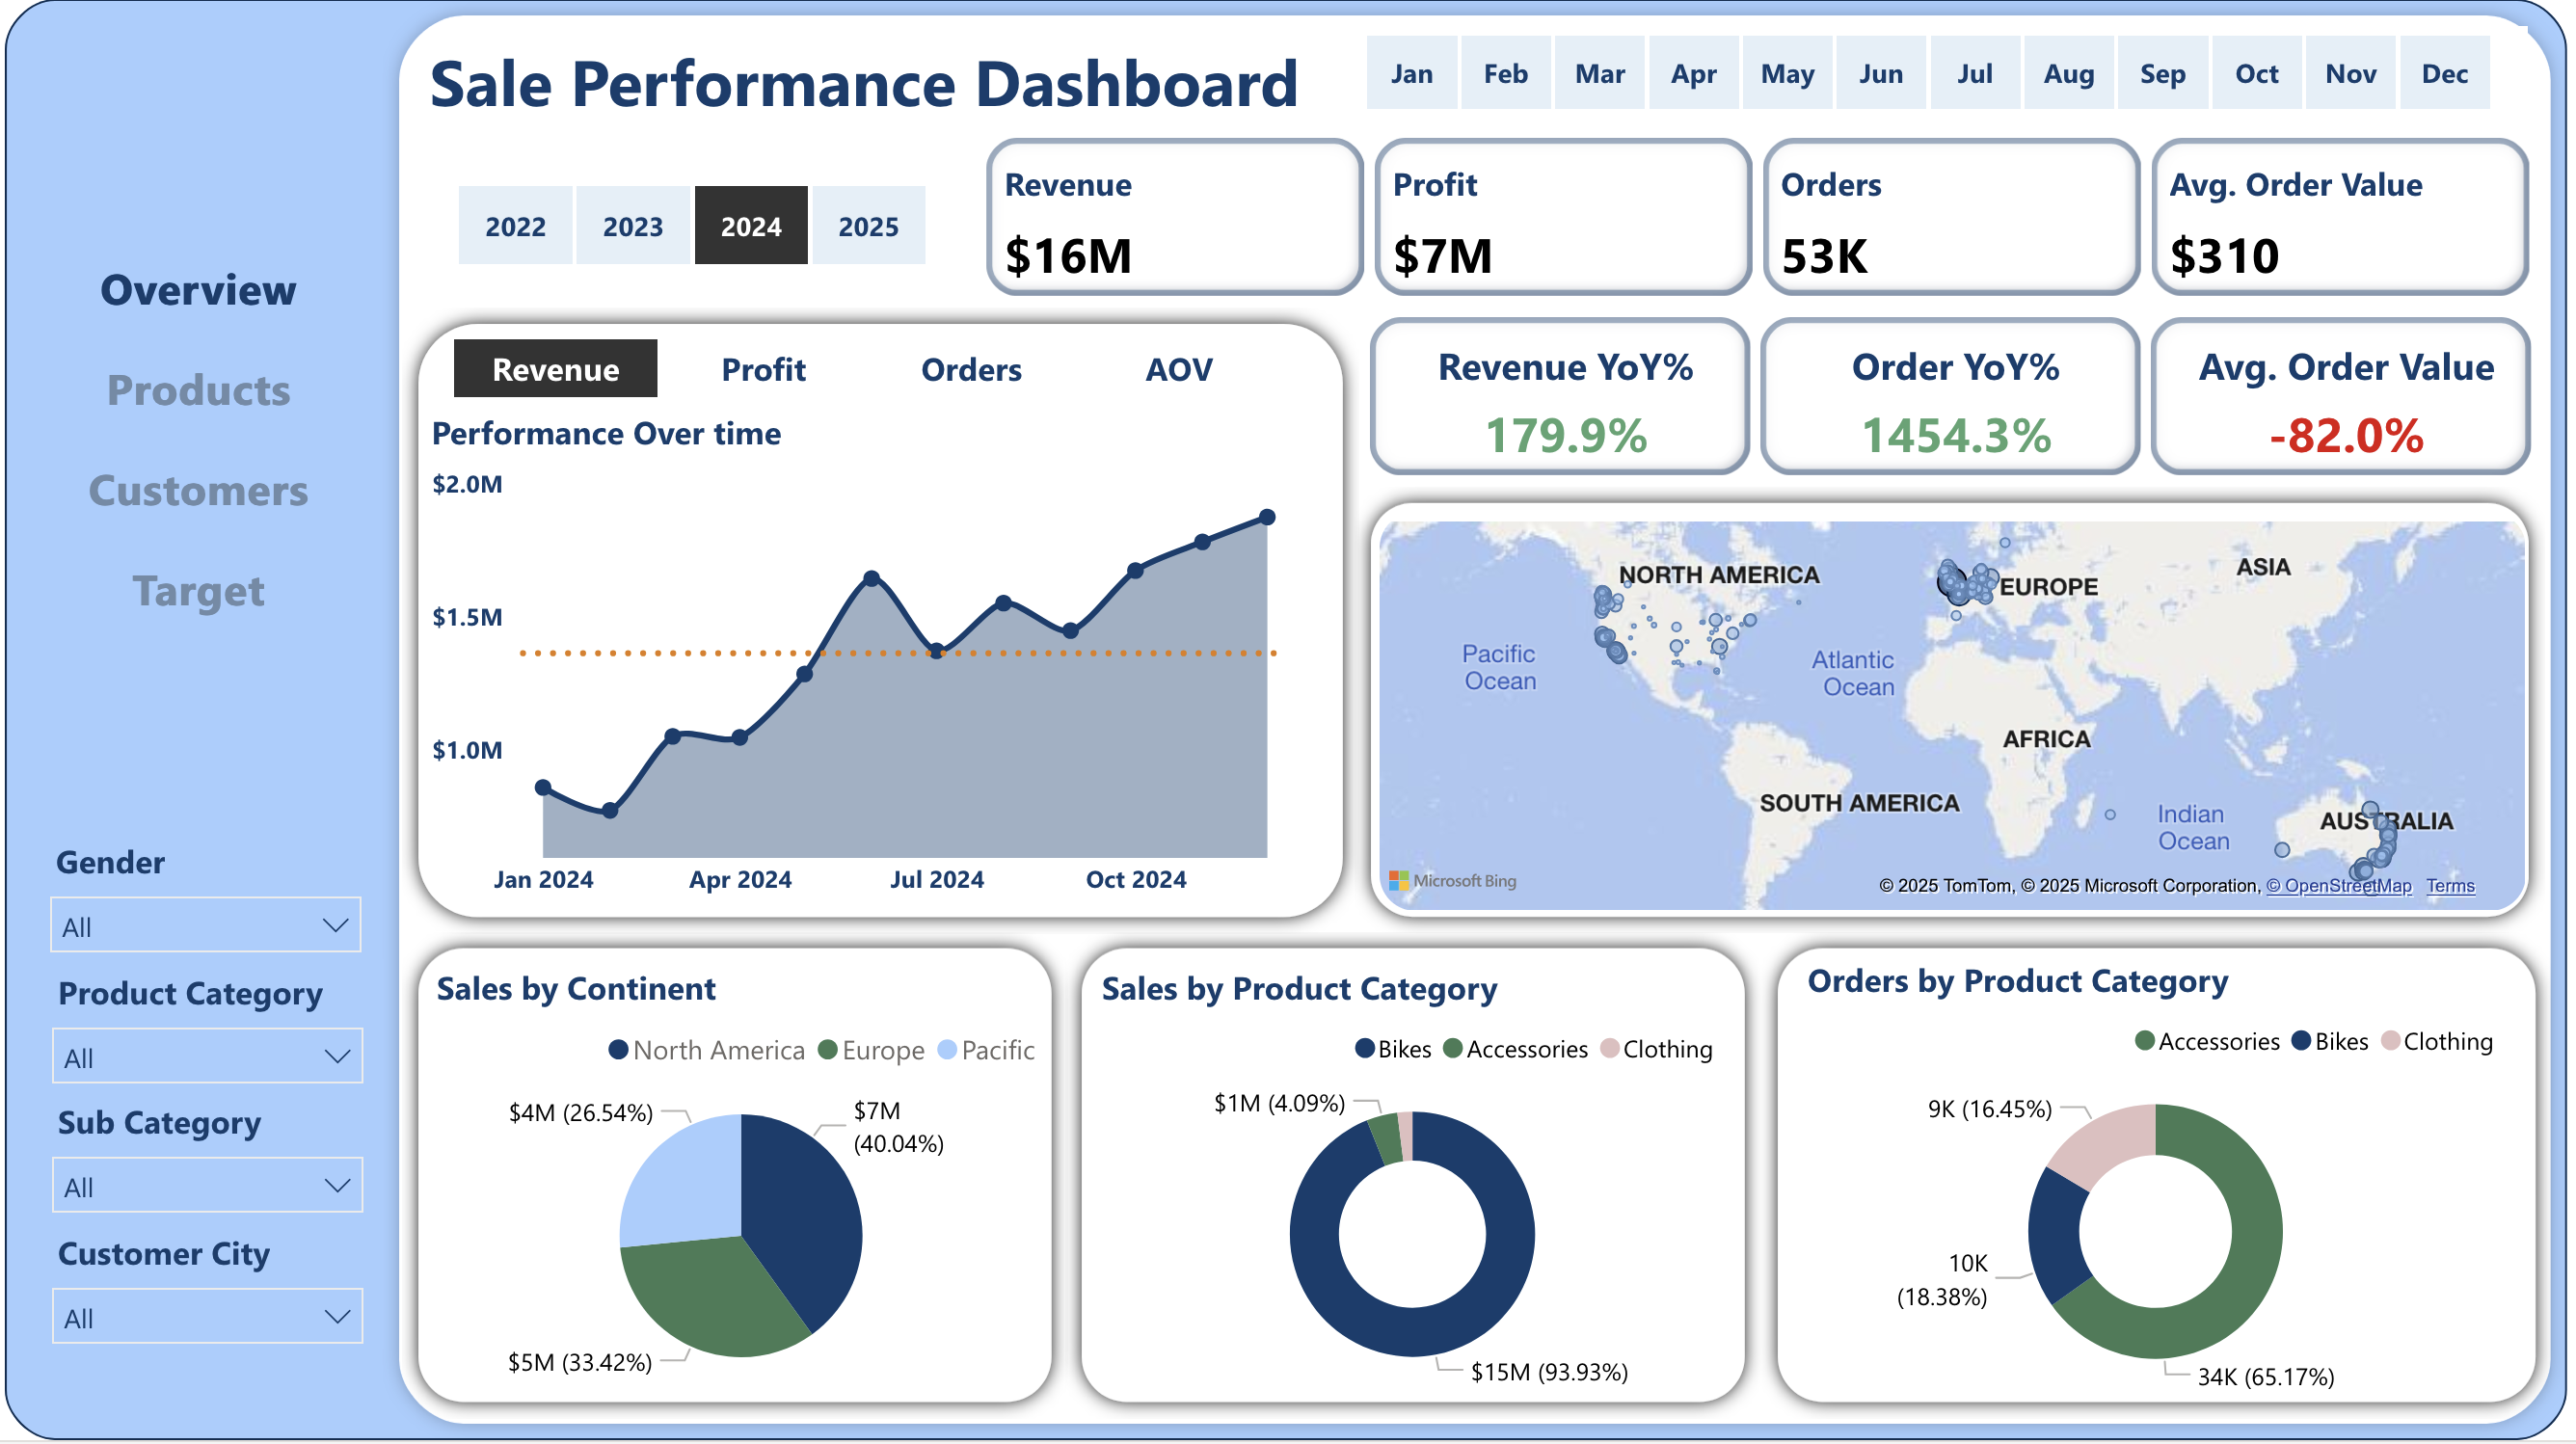 Sale Performance Dashboard
Jan Feb Mar Apr May Jun Jul Aug Sep Oct Nov Dec
2022 2023 2024 2025
Revenue
$16M
Profit
$7M
Orders
53K
Avg. Order Value
$310
Overview
Products
Customers
Target
Revenue YoY%
179.9%
Order YoY%
1454.3%
Avg. Order Value
-82.0%
Revenue Profit Orders AOV
Performance Over time
$2.0M
$1.5M
$1.0M
Jan 2024 Apr 2024 Jul 2024 Oct 2024
NORTH AMERICA
EUROPE
ASIA
Pacific
Ocean
Atlantic
Ocean
AFRICA
SOUTH AMERICA
Indian
Ocean
AUSTRALIA
Microsoft Bing
© 2025 TomTom, © 2025 Microsoft Corporation, © OpenStreetMap Terms
Gender
All
Product Category
All
Sub Category
All
Customer City
All
Sales by Continent
North America Europe Pacific
$4M (26.54%)
$7M
(40.04%)
$5M (33.42%)
Sales by Product Category
Bikes Accessories Clothing
$1M (4.09%)
$15M (93.93%)
Orders by Product Category
Accessories Bikes Clothing
9K (16.45%)
10K
(18.38%)
34K (65.17%)